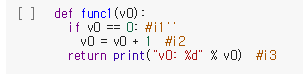 [ ] def func1(v0):
if v0 == 0: #i1``
v0 = v0 + 1 #i2
return print("v0: %d" % v0) #i3